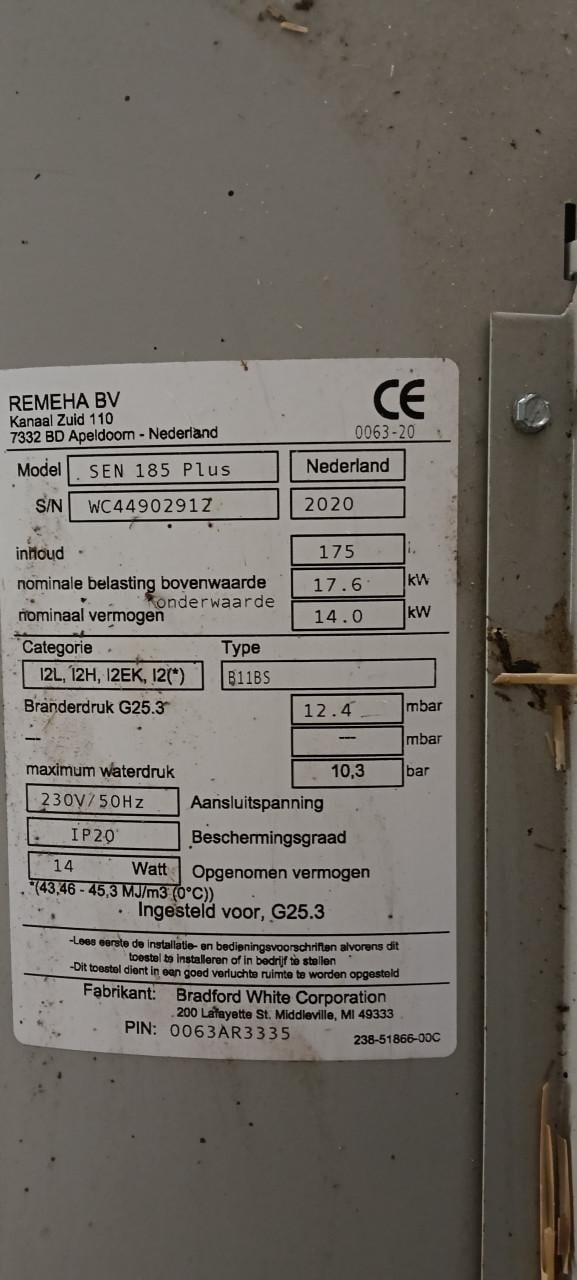 REMEHA BV
Kanaal Zuid 110
7332 BD Apeldoorn - Nederland
CE
0063-20
Model SEN 185 Plus Nederland
S/N WC44902912 2020
inhoud 175 l.
nominale belasting bovenwaarde 17.6 kW
onderwaarde
nominaal vermogen 14.0 kW
Categorie Type
I2L, I2H, I2EK, I2(*) B11BS
Branderdruk G25.3 12.4 mbar
--- --- mbar
maximum waterdruk 10,3 bar
230V/50Hz Aansluitspanning
IP20 Beschermingsgraad
14 Watt Opgenomen vermogen
*(43,46 - 45,3 MJ/m3 (0°C))
Ingesteld voor, G25.3
-Lees eerste de installatie- en bedieningsvoorschriften alvorens dit
toestel te installeren of in bedrijf te stellen
-Dit toestel dient in een goed verluchte ruimte te worden opgesteld
Fabrikant: Bradford White Corporation
200 Lafayette St. Middleville, MI 49333
PIN: 0063AR3335
238-51866-00C